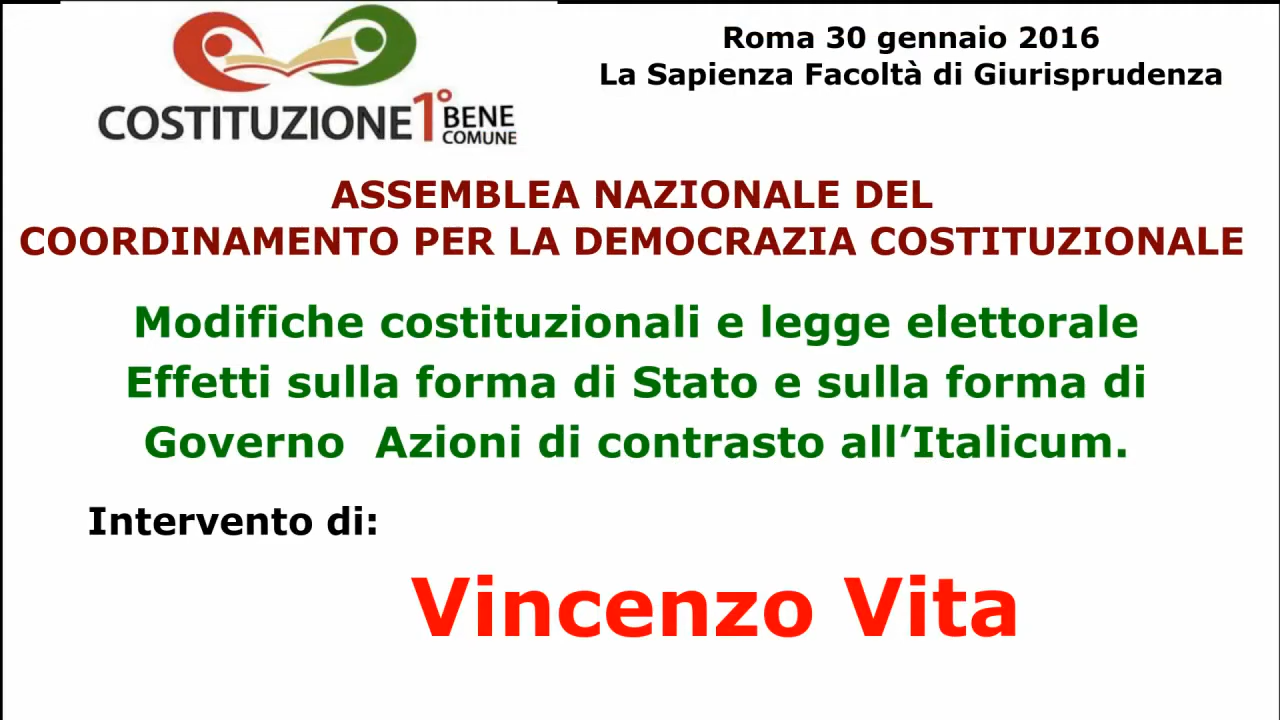 COSTITUZIONE 1° BENE COMUNE
Roma 30 gennaio 2016
La Sapienza Facoltà di Giurisprudenza
ASSEMBLEA NAZIONALE DEL
COORDINAMENTO PER LA DEMOCRAZIA COSTITUZIONALE
Modifiche costituzionali e legge elettorale
Effetti sulla forma di Stato e sulla forma di
Governo  Azioni di contrasto all’Italicum.
Intervento di:
Vincenzo Vita